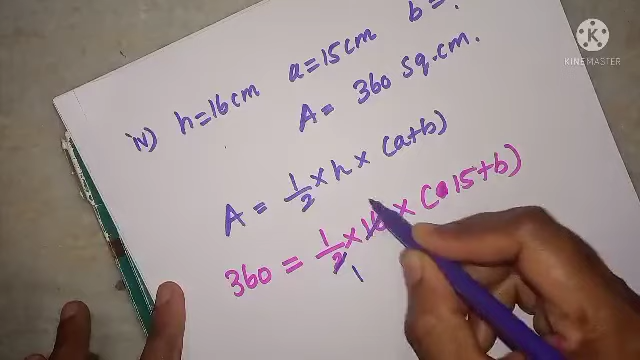 iv) h=16cm a=15cm b=?
A= 360 sq.cm.
A = 1/2 × h × (a+b)
360 = 1/2 × 16 × (15+b)
1
KINEMASTER